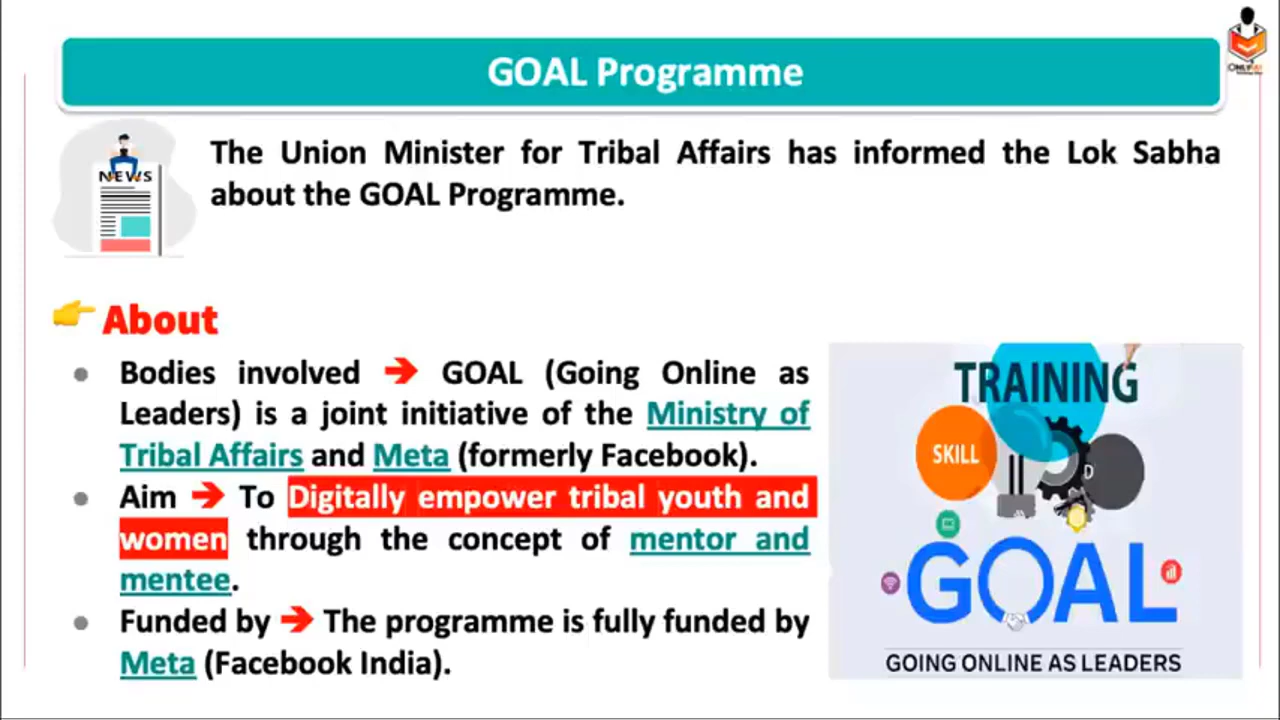 GOAL Programme
NEWS
The Union Minister for Tribal Affairs has informed the Lok Sabha
about the GOAL Programme.
About
Bodies involved ➔ GOAL (Going Online as
Leaders) is a joint initiative of the Ministry of
Tribal Affairs and Meta (formerly Facebook).
Aim ➔ To Digitally empower tribal youth and
women through the concept of mentor and
mentee.
Funded by ➔ The programme is fully funded by
Meta (Facebook India).
TRAINING
SKILL
D
GOAL
GOING ONLINE AS LEADERS